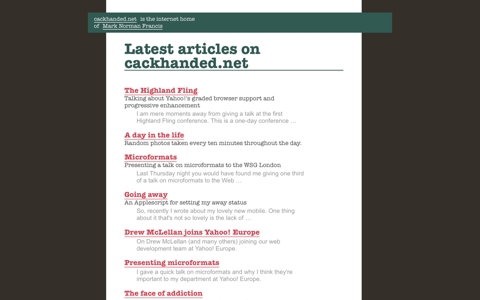 cackhanded.net is the internet home
of Mark Norman Francis
Latest articles on
cackhanded.net
The Highland Fling
Talking about Yahoo!'s graded browser support and
progressive enhancement
I am mere moments away from giving a talk at the first
Highland Fling conference. This is a one-day conference …
A day in the life
Random photos taken every ten minutes throughout the day.
Microformats
Presenting a talk on microformats to the WSG London
Last Thursday night you would have found me giving one third
of a talk on microformats to the Web …
Going away
An Applescript for setting my away status
So, recently I wrote about my lovely new mobile. One thing
about it that's not so lovely is the lack of …
Drew McLellan joins Yahoo! Europe
On Drew McLellan (and many others) joining our web
development team at Yahoo! Europe.
Presenting microformats
I gave a quick talk on microformats and why I think they're
important to my department at Yahoo! Europe.
The face of addiction